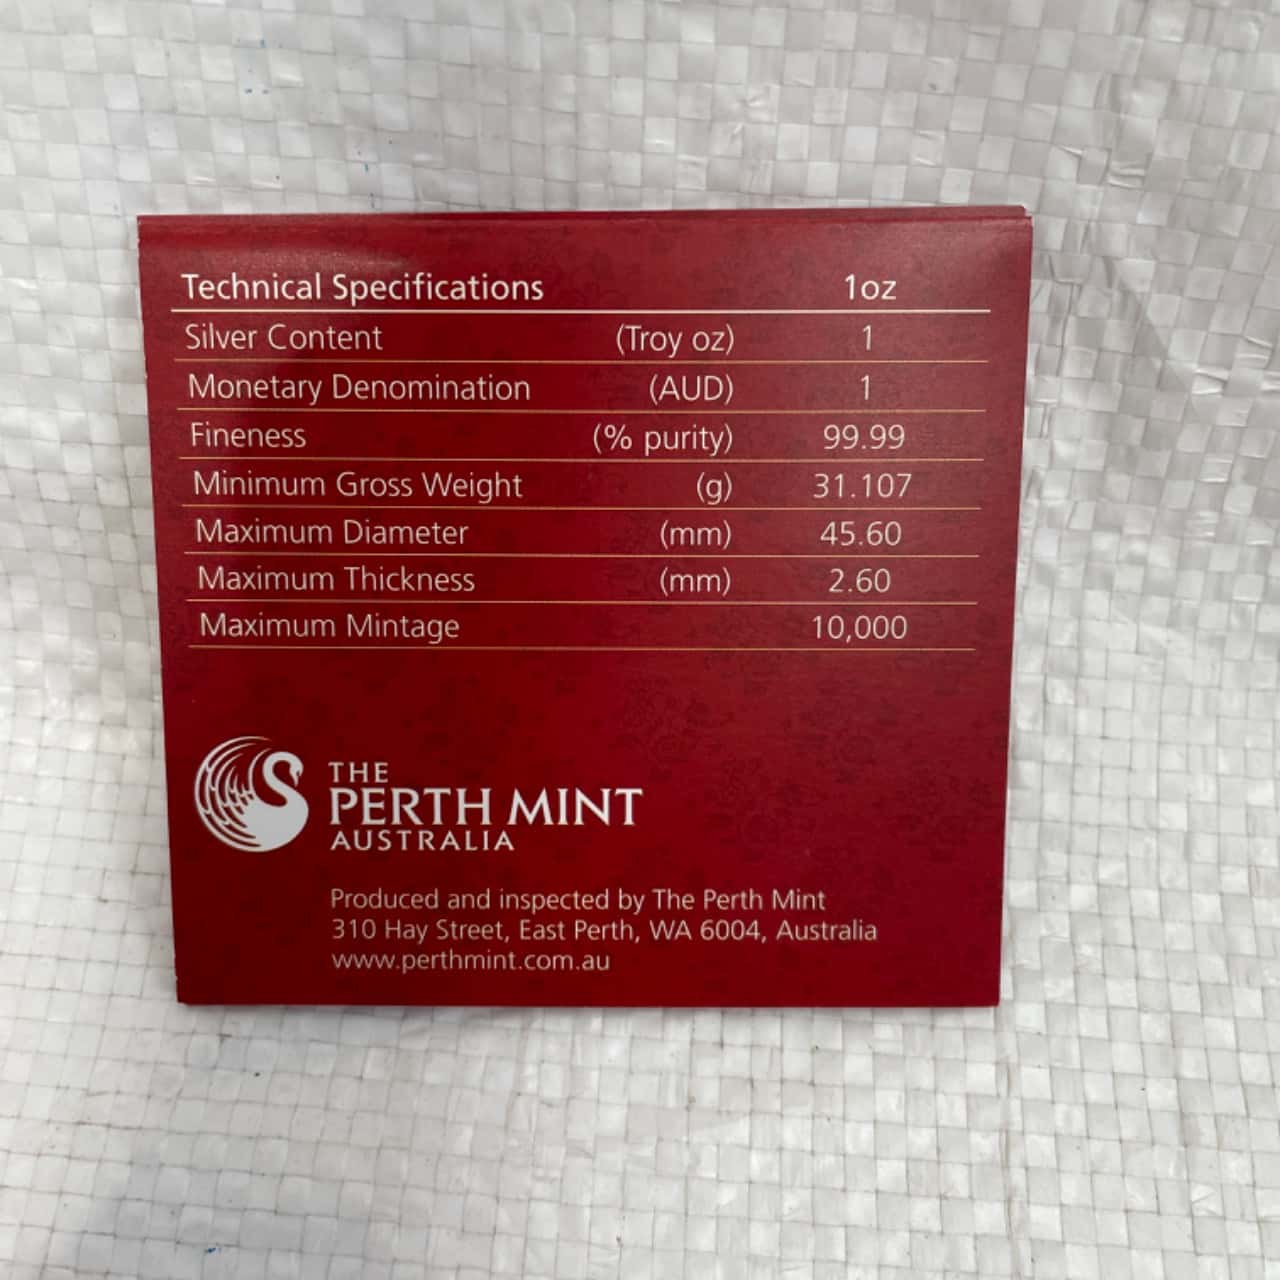 Technical Specifications 1oz
Silver Content (Troy oz) 1
Monetary Denomination (AUD) 1
Fineness (% purity) 99.99
Minimum Gross Weight (g) 31.107
Maximum Diameter (mm) 45.60
Maximum Thickness (mm) 2.60
Maximum Mintage 10,000
THE
PERTH MINT
AUSTRALIA
Produced and inspected by The Perth Mint
310 Hay Street, East Perth, WA 6004, Australia
www.perthmint.com.au